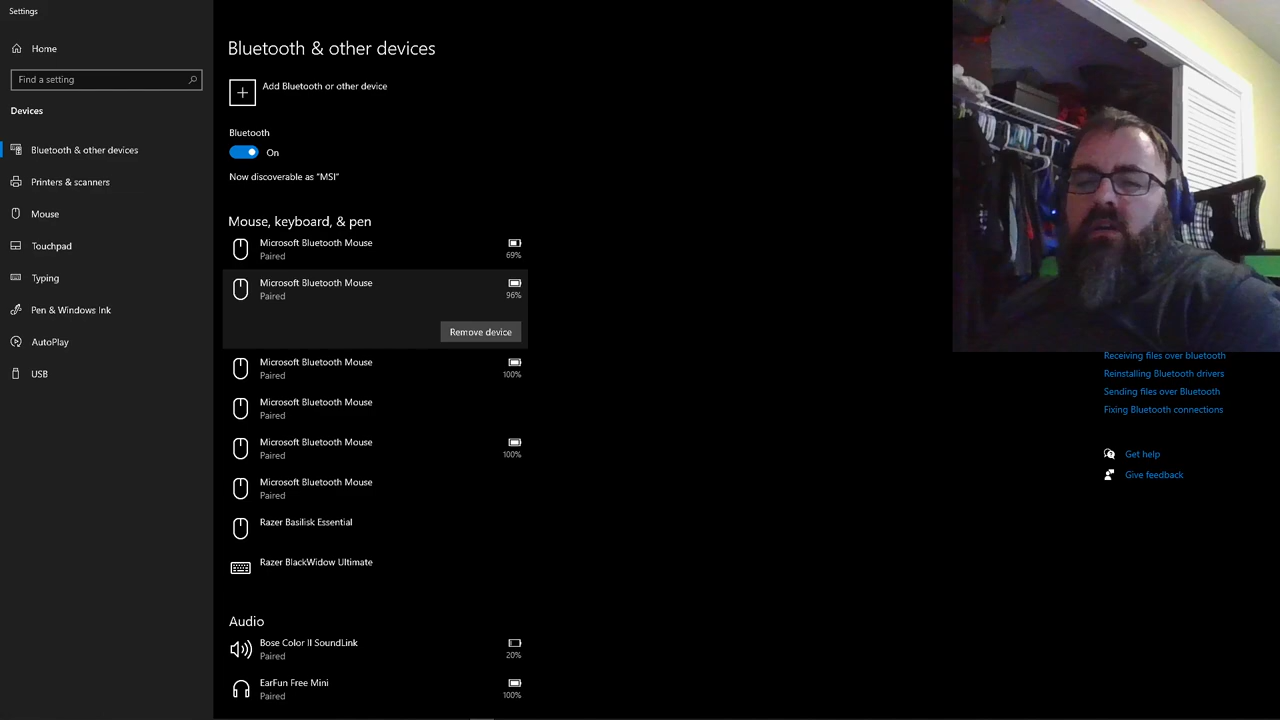 Settings
Home
Find a setting
Devices
Bluetooth & other devices
Printers & scanners
Mouse
Touchpad
Typing
Pen & Windows Ink
AutoPlay
USB
Bluetooth & other devices
Add Bluetooth or other device
Bluetooth
On
Now discoverable as "MSI"
Mouse, keyboard, & pen
Microsoft Bluetooth Mouse
Paired
69%
Microsoft Bluetooth Mouse
Paired
96%
Remove device
Microsoft Bluetooth Mouse
Paired
100%
Microsoft Bluetooth Mouse
Paired
Microsoft Bluetooth Mouse
Paired
100%
Microsoft Bluetooth Mouse
Paired
Razer Basilisk Essential
Razer BlackWidow Ultimate
Audio
Bose Color II SoundLink
Paired
20%
EarFun Free Mini
Paired
100%
Receiving files over bluetooth
Reinstalling Bluetooth drivers
Sending files over Bluetooth
Fixing Bluetooth connections
Get help
Give feedback